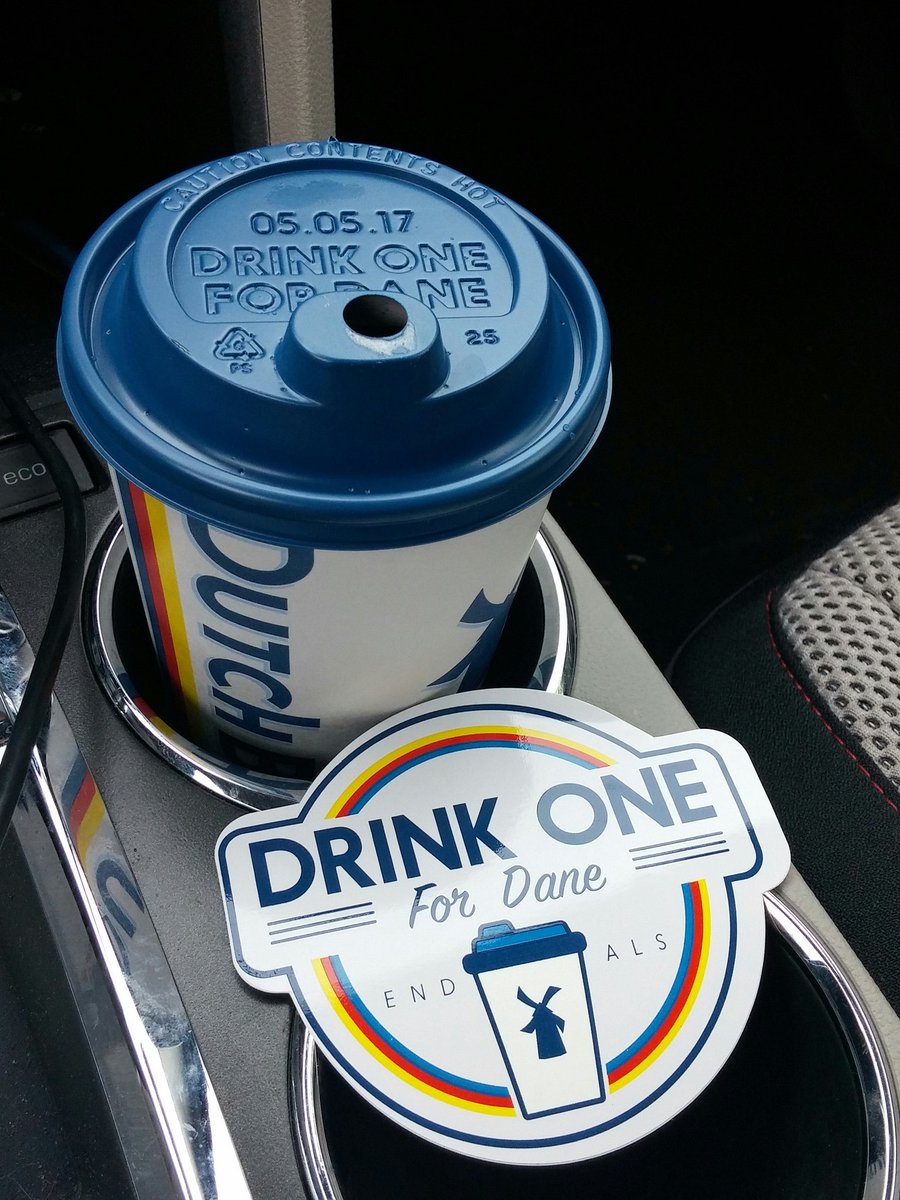 CAUTION CONTENTS HOT
05.05.17
DRINK ONE
FOR DANE
PS
25
eco
DUTCH
DRINK ONE
For Dane
END ALS